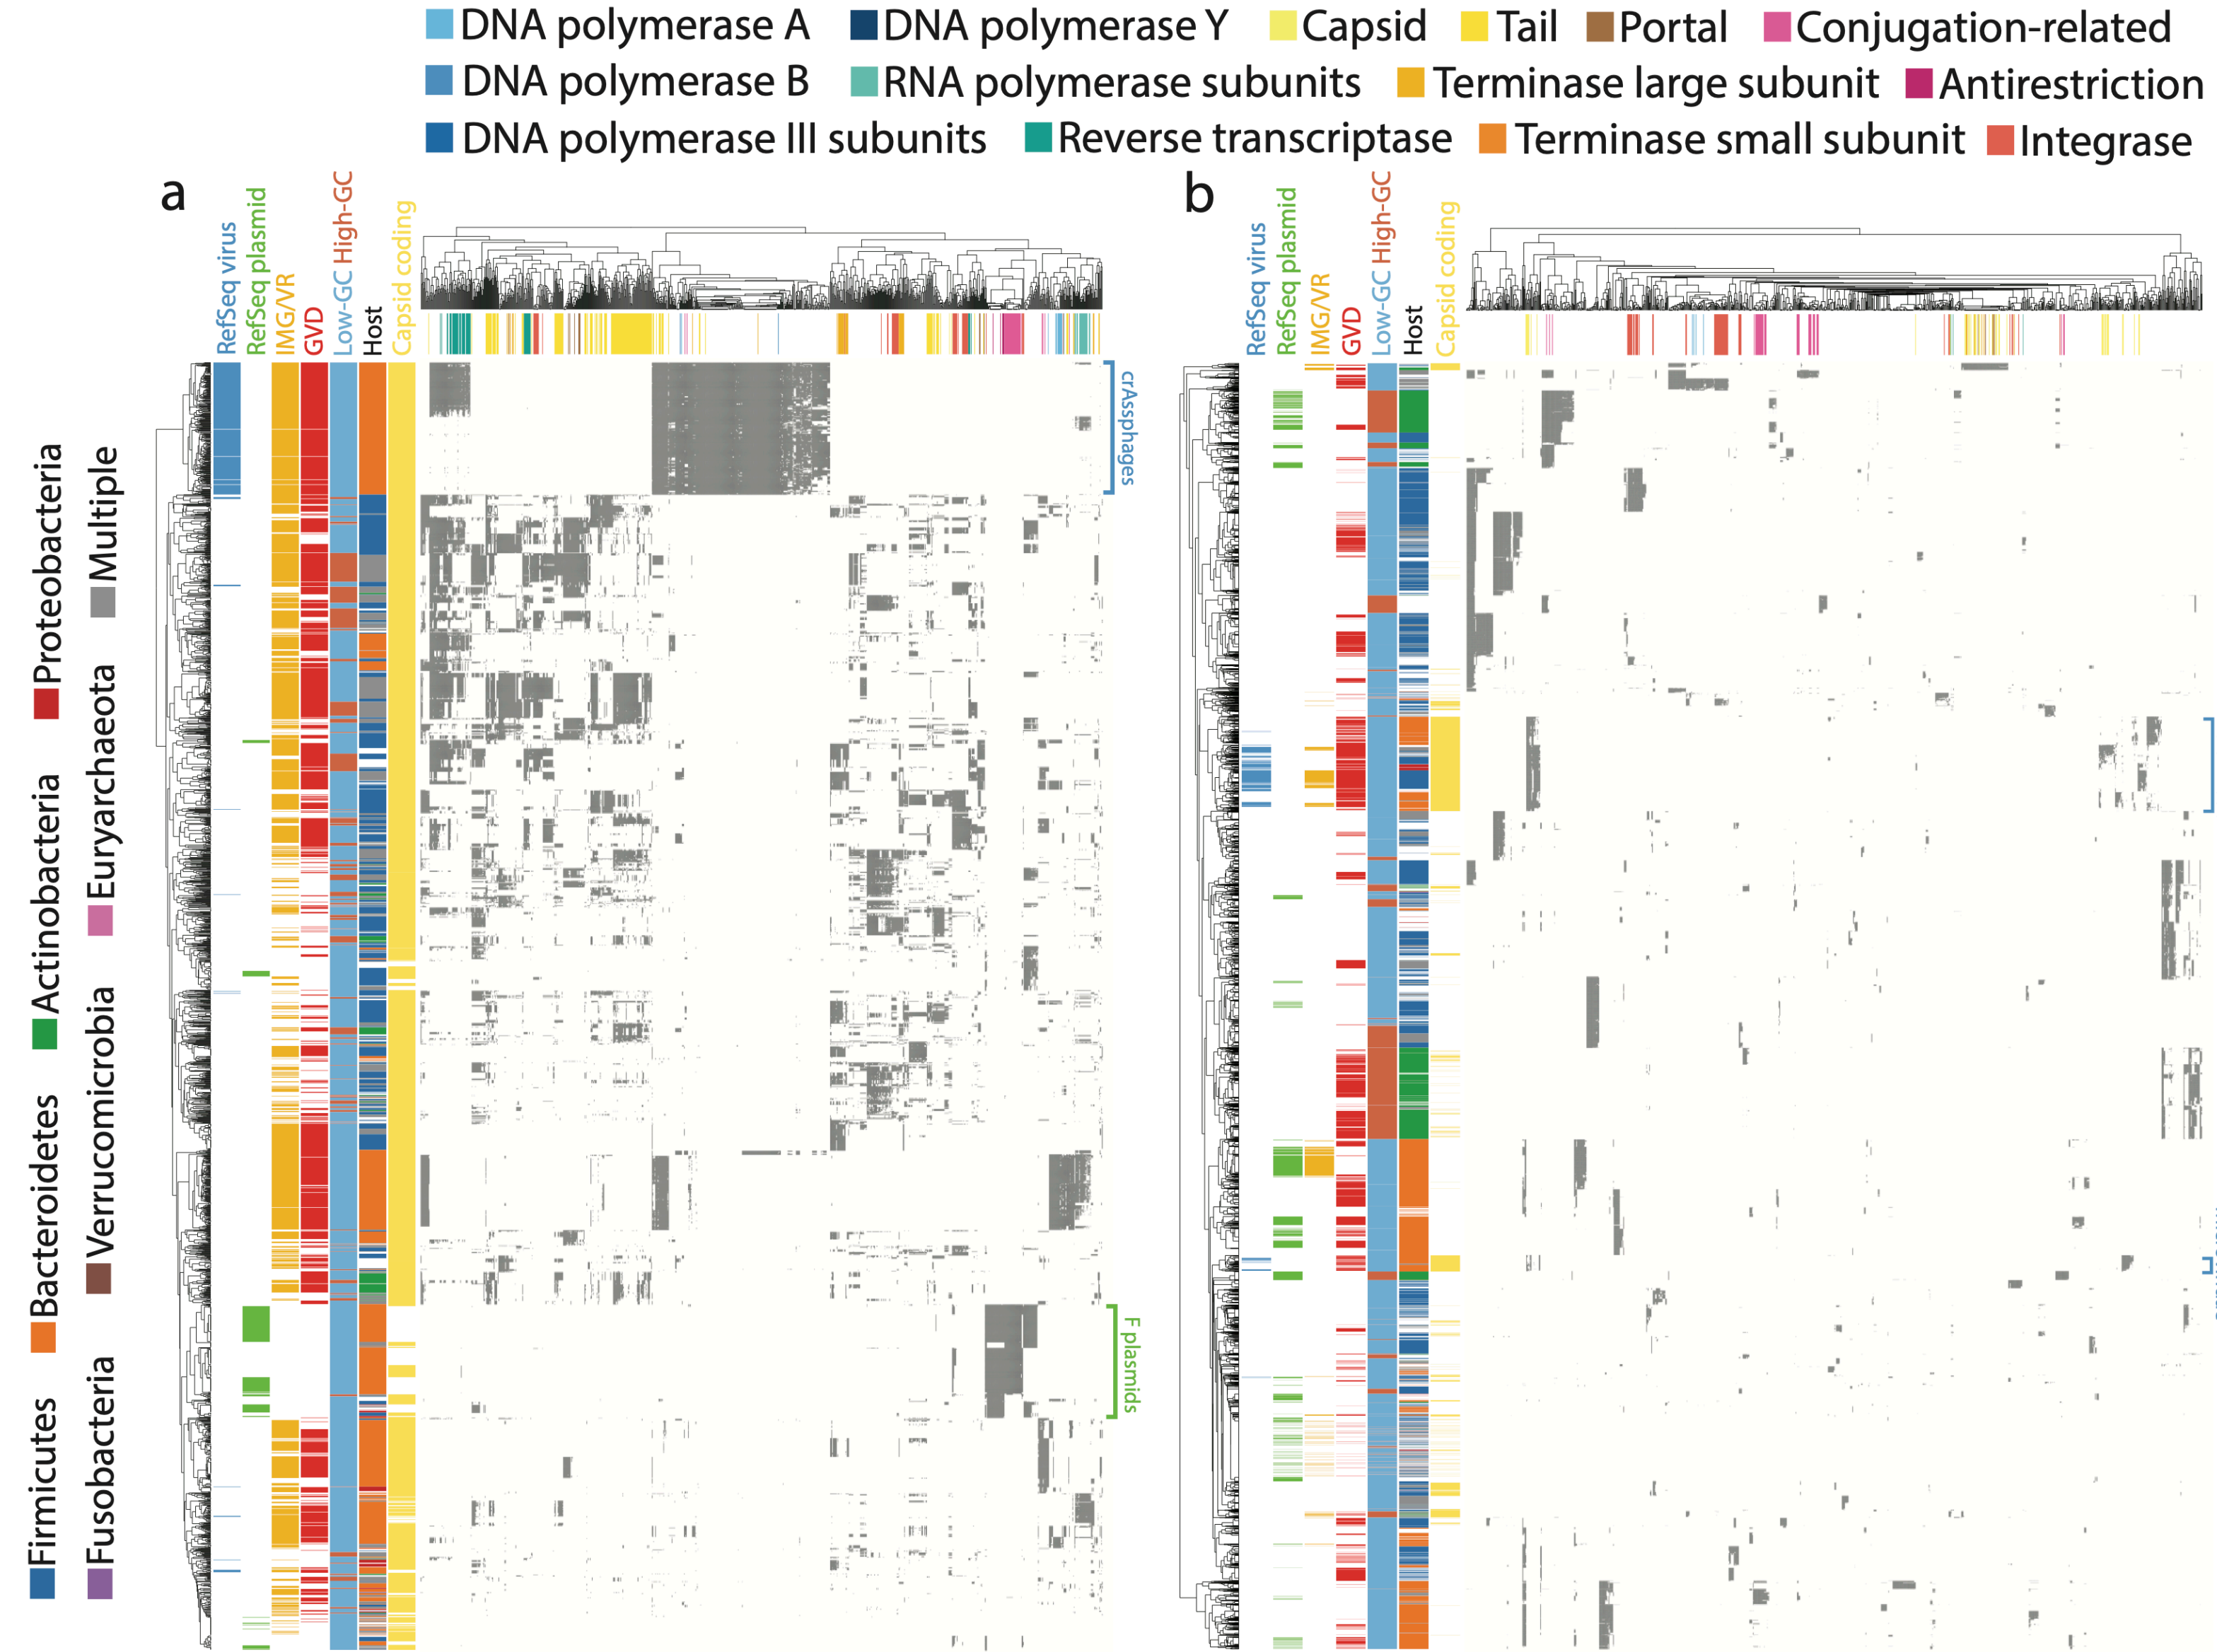 DNA polymerase A DNA polymerase Y Capsid Tail Portal Conjugation-related
DNA polymerase B RNA polymerase subunits Terminase large subunit Antirestriction
DNA polymerase III subunits Reverse transcriptase Terminase small subunit Integrase
a
RefSeq virus
RefSeq plasmid
IMG/VR
GVD
Low-GC High-GC
Host
Capsid coding
b
RefSeq virus
RefSeq plasmid
IMG/VR
GVD
Low-GC High-GC
Host
Capsid coding
crAssphages
F plasmids
Firmicutes Bacteroidetes Actinobacteria Proteobacteria
Fusobacteria Verrucomicrobia Euryarchaeota Multiple